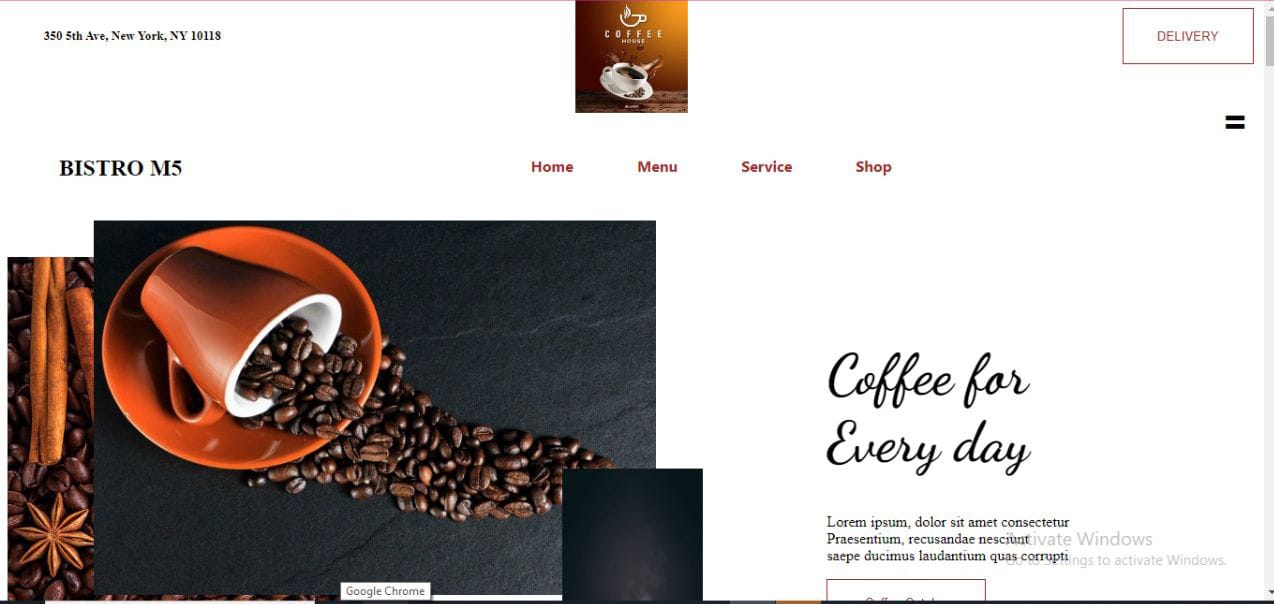 350 5th Ave, New York, NY 10118
COFFEE
HOUSE
DELIVERY
BISTRO M5
Home
Menu
Service
Shop
Coffee for
Every day
Lorem ipsum, dolor sit amet consectetur
Praesentium, recusandae nesciunt
saepe ducimus laudantium quas corrupti
Activate Windows
Go to Settings to activate Windows.
Google Chrome